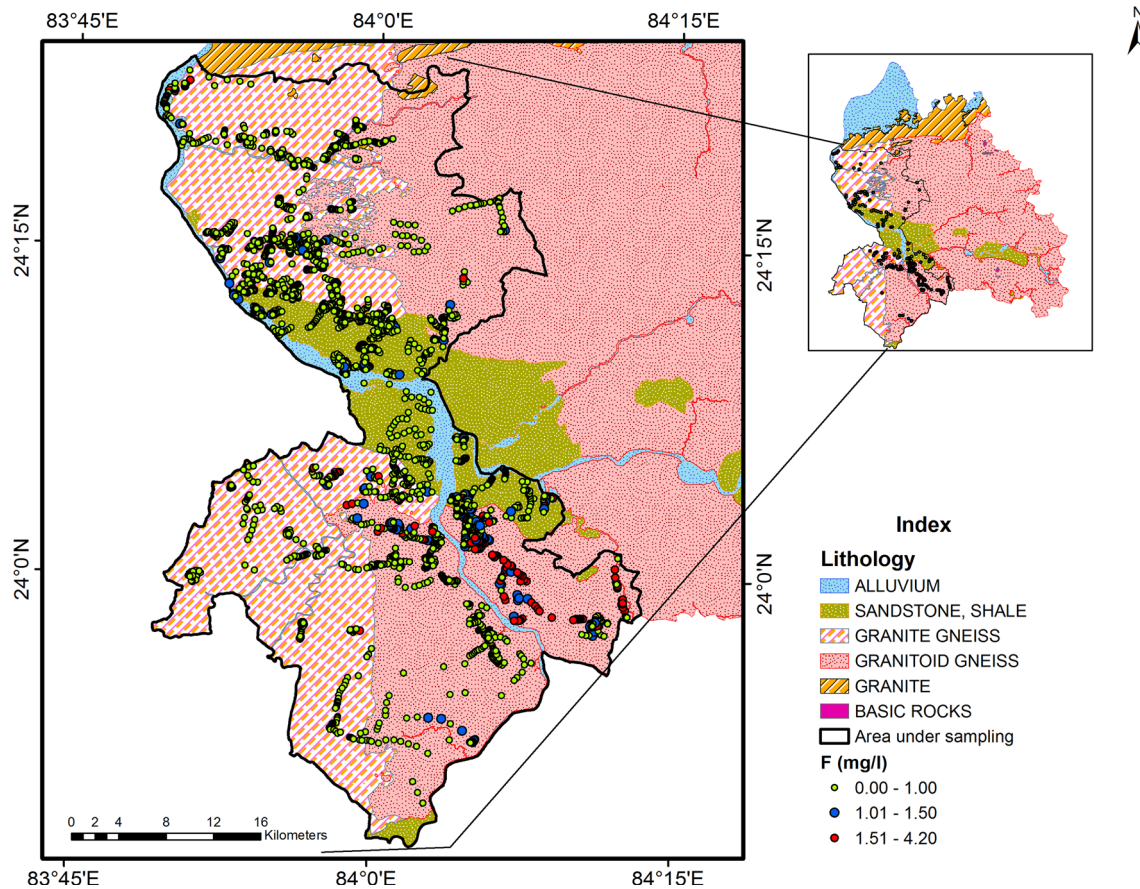 83°45'E 84°0'E 84°15'E
N
24°15'N 24°15'N
24°0'N 24°0'N
Index
Lithology
ALLUVIUM
SANDSTONE, SHALE
GRANITE GNEISS
GRANITOID GNEISS
GRANITE
BASIC ROCKS
Area under sampling
F (mg/l)
0.00 - 1.00
1.01 - 1.50
1.51 - 4.20
0 2 4 8 12 16
Kilometers
83°45'E 84°0'E 84°15'E